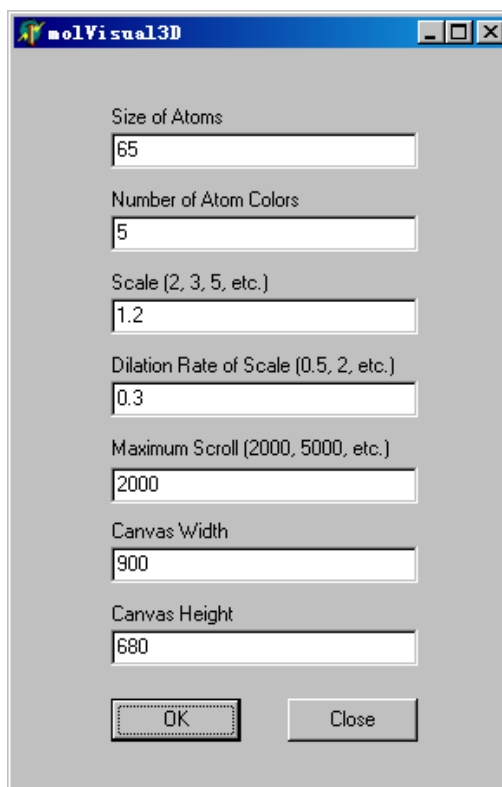 molVisual3D
Size of Atoms
65
Number of Atom Colors
5
Scale (2, 3, 5, etc.)
1.2
Dilation Rate of Scale (0.5, 2, etc.)
0.3
Maximum Scroll (2000, 5000, etc.)
2000
Canvas Width
900
Canvas Height
680
OK Close